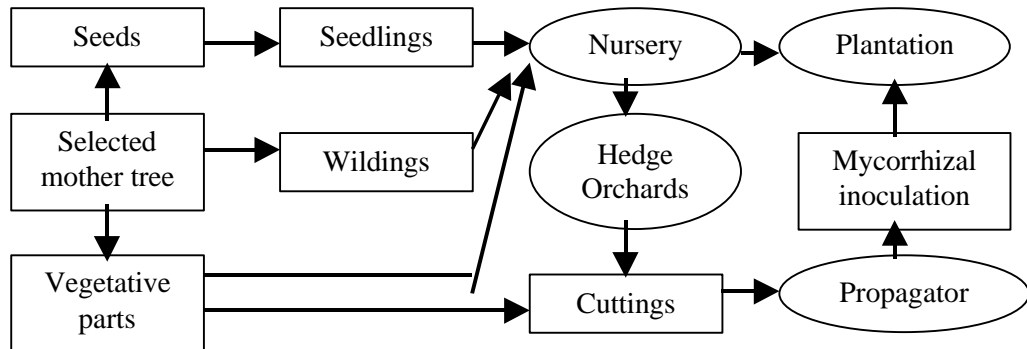 Seeds
Seedlings
Nursery
Plantation
Selected
mother tree
Wildings
Hedge
Orchards
Mycorrhizal
inoculation
Vegetative
parts
Cuttings
Propagator